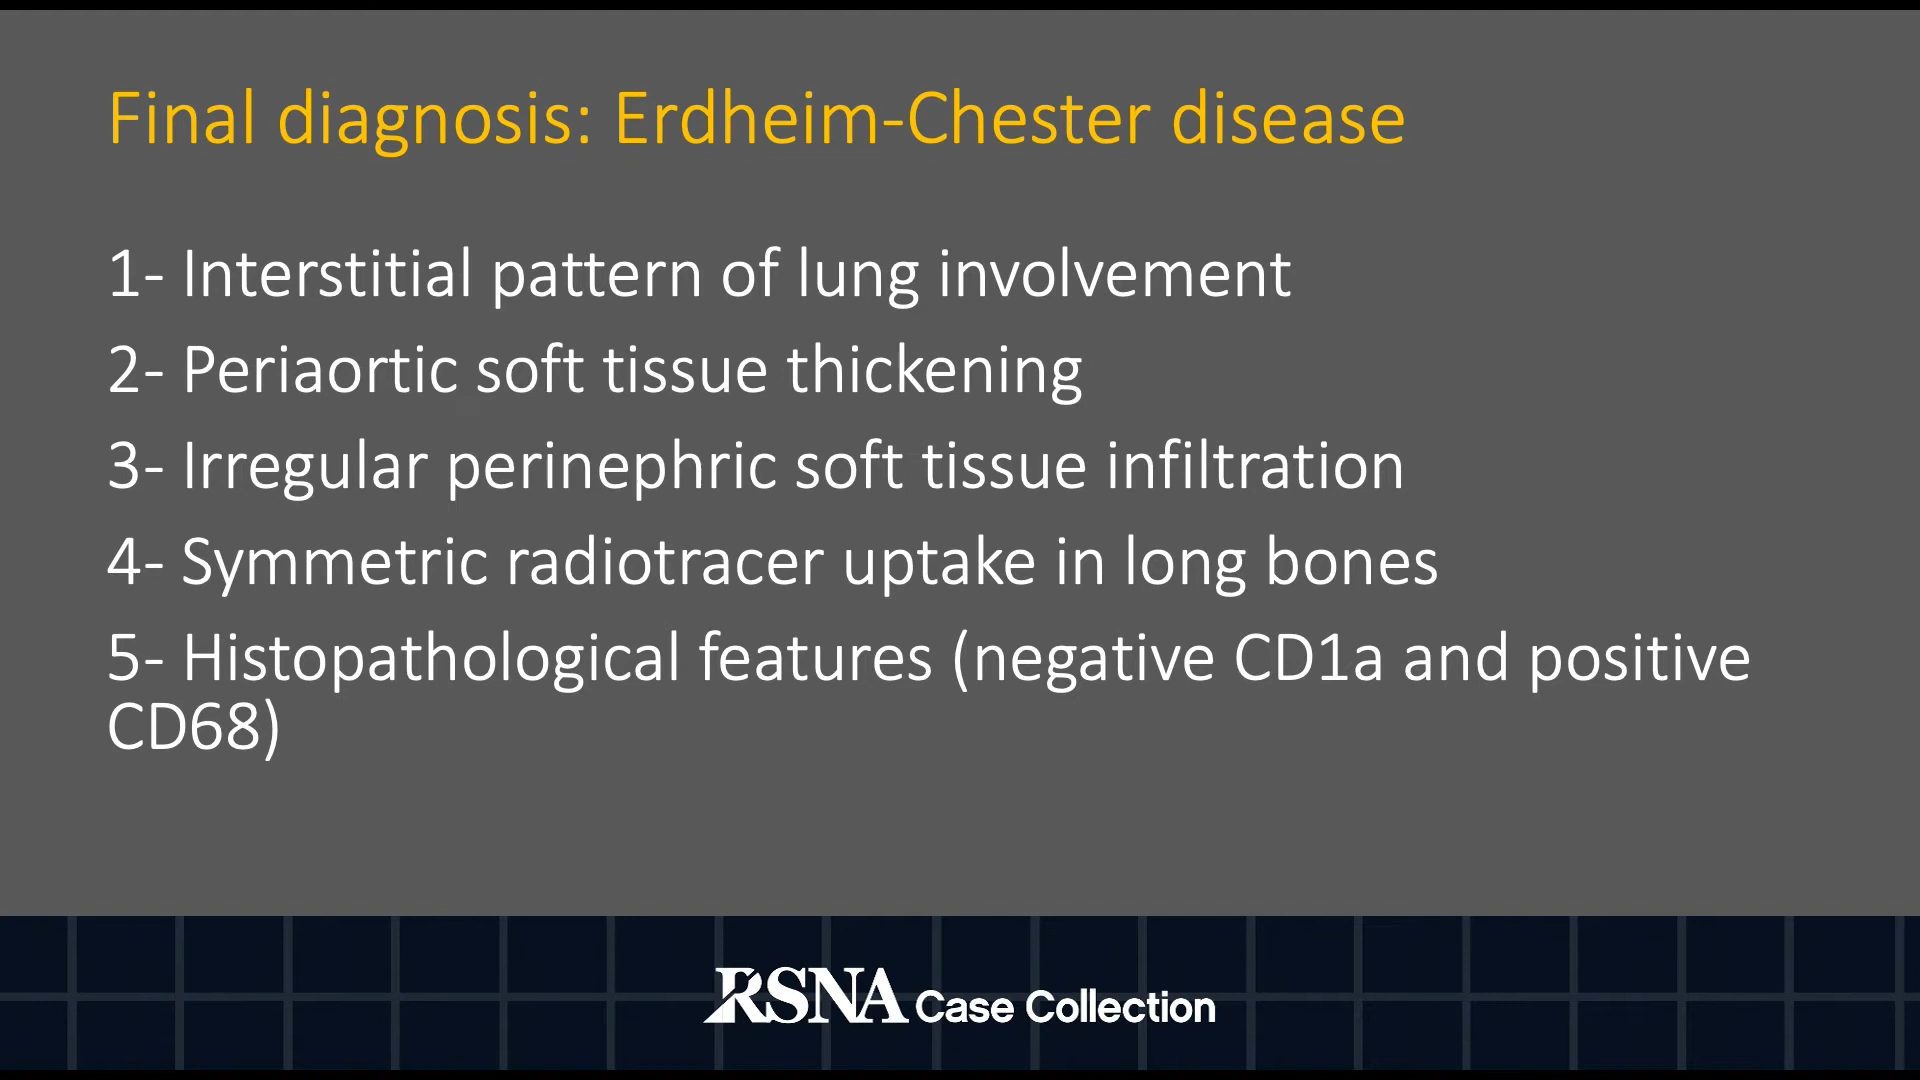 Final diagnosis: Erdheim-Chester disease
1- Interstitial pattern of lung involvement
2- Periaortic soft tissue thickening
3- Irregular perinephric soft tissue infiltration
4- Symmetric radiotracer uptake in long bones
5- Histopathological features (negative CD1a and positive
CD68)
RSNA Case Collection